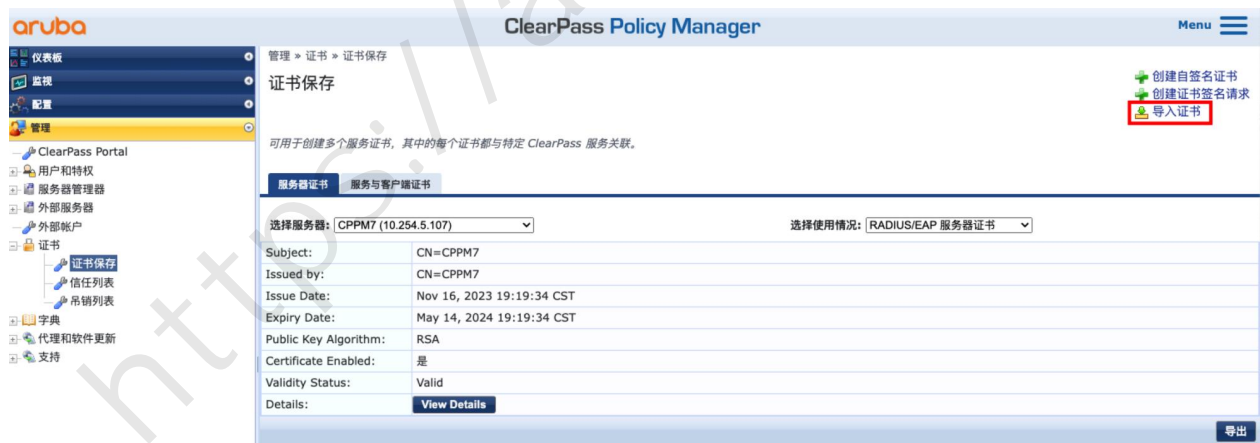 aruba
ClearPass Policy Manager
Menu
仪表板
监视
配置
管理
ClearPass Portal
用户和特权
服务器管理器
外部服务器
外部帐户
证书
证书保存
信任列表
吊销列表
字典
代理和软件更新
支持
管理 » 证书 » 证书保存
证书保存
创建自签名证书
创建证书签名请求
导入证书
可用于创建多个服务证书，其中的每个证书都与特定 ClearPass 服务关联。
服务器证书 服务与客户端证书
选择服务器: CPPM7 (10.254.5.107) 选择使用情况: RADIUS/EAP 服务器证书
Subject: CN=CPPM7
Issued by: CN=CPPM7
Issue Date: Nov 16, 2023 19:19:34 CST
Expiry Date: May 14, 2024 19:19:34 CST
Public Key Algorithm: RSA
Certificate Enabled: 是
Validity Status: Valid
Details: View Details
导出
https://a